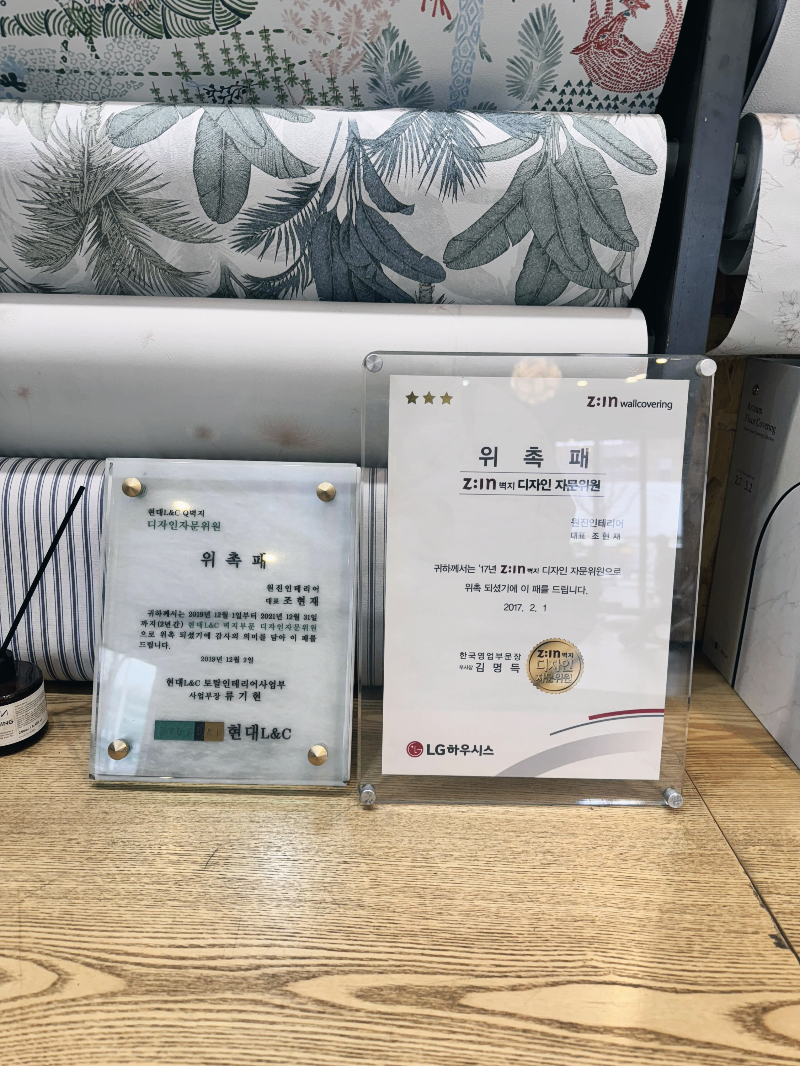 현대L&C Q벽지
디자인자문위원
위 촉 패
원진인테리어
대표 조현재
귀하께서는 2019년 12월 1일부터 2021년 12월 31일
까지(2년간) 현대L&C 벽지부문 디자인자문위원
으로 위촉 되셨기에 감사의 의미를 담아 이 패를
드립니다.
2019년 12월 3일
현대L&C 토탈인테리어사업부
사업부장 류기현
현대L&C
z:in wallcovering
위 촉 패
z:in 벽지 디자인 자문위원
원진인테리어
대표 조현재
귀하께서는 '17년 z:in 벽지 디자인 자문위원으로
위촉 되셨기에 이 패를 드립니다.
2017. 2. 1
한국영업부문장
김 명 득
z:in 벽지
디자인
자문위원
LG하우시스